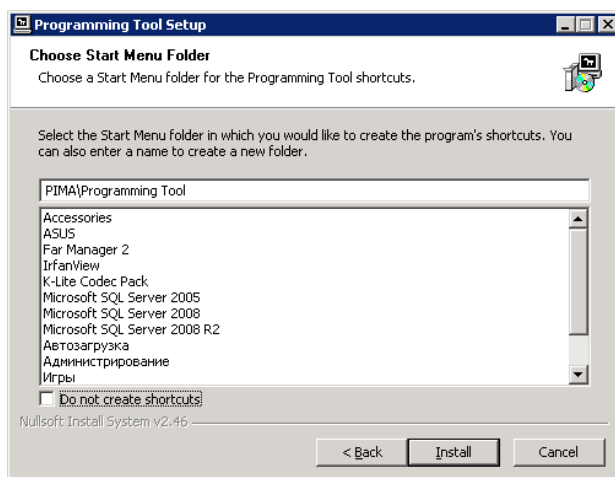 Programming Tool Setup
Choose Start Menu Folder
Choose a Start Menu folder for the Programming Tool shortcuts.
Select the Start Menu folder in which you would like to create the program's shortcuts. You
can also enter a name to create a new folder.
PIMA\Programming Tool
Accessories
ASUS
Far Manager 2
IrfanView
K-Lite Codec Pack
Microsoft SQL Server 2005
Microsoft SQL Server 2008
Microsoft SQL Server 2008 R2
Автозагрузка
Администрирование
Игры
Do not create shortcuts
Nullsoft Install System v2.46
< Back Install Cancel